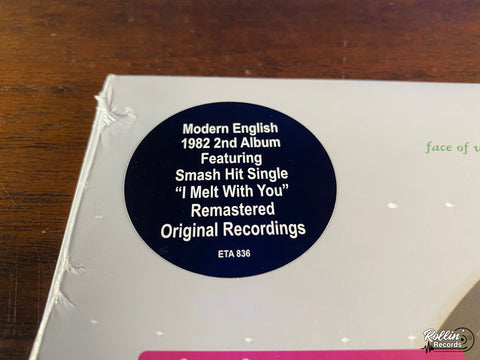 Modern English
1982 2nd Album
Featuring
Smash Hit Single
“I Melt With You”
Remastered
Original Recordings
ETA 836
face of
Rollin'
Records